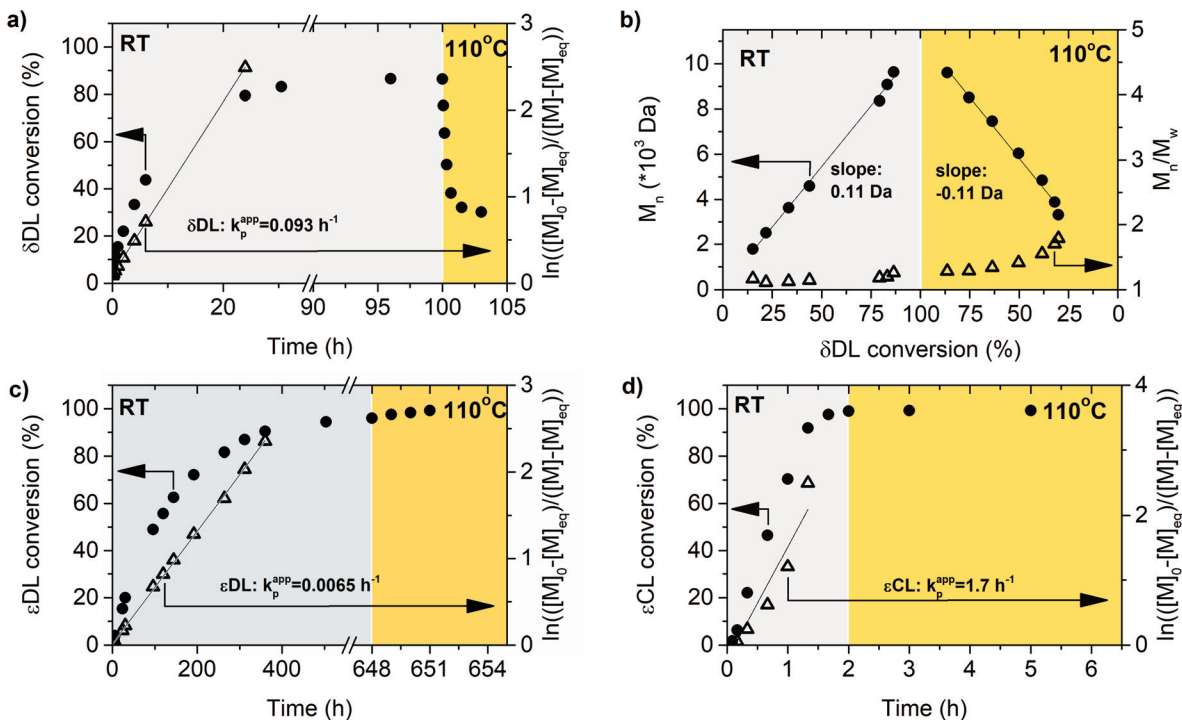 a)
RT
110°C
δDL conversion (%)
100
80
60
40
20
0
δDL: kₚᵃᵖᵖ=0.093 h⁻¹
3
2
1
0
ln(([M]₀-[M]ₑq)/([M]-[M]ₑq))
0 20 90 95 100 105
Time (h)
b)
RT
110°C
Mₙ (*10³ Da)
10
8
6
4
2
0
slope:
0.11 Da
slope:
-0.11 Da
5
4
3
2
1
Mₙ/M_w
25 50 75 100 75 50 25 0
δDL conversion (%)
c)
RT
110°C
εDL conversion (%)
100
80
60
40
20
0
εDL: kₚᵃᵖᵖ=0.0065 h⁻¹
3
2
1
0
ln(([M]₀-[M]ₑq)/([M]-[M]ₑq))
0 200 400 648 651 654
Time (h)
d)
RT
110°C
εCL conversion (%)
100
80
60
40
20
0
εCL: kₚᵃᵖᵖ=1.7 h⁻¹
4
2
0
ln(([M]₀-[M]ₑq)/([M]-[M]ₑq))
0 1 2 3 4 5 6
Time (h)